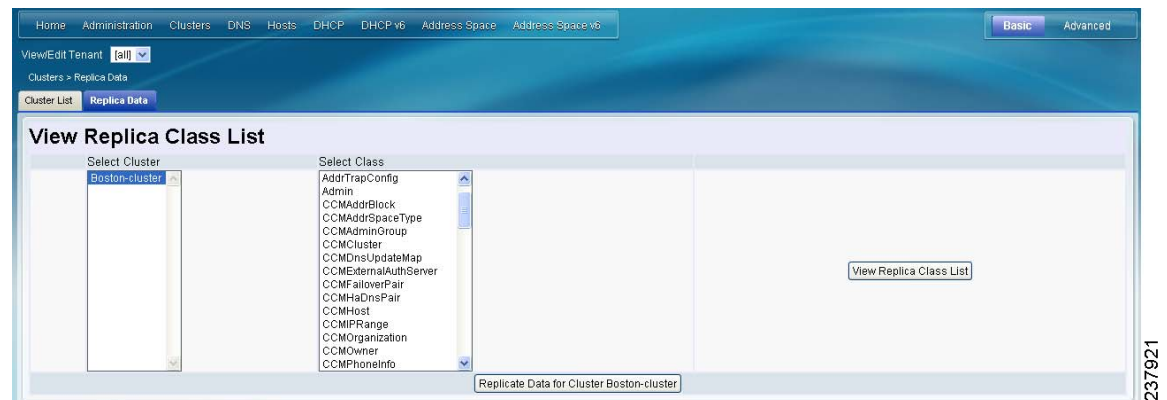 Home Administration Clusters DNS Hosts DHCP DHCP v6 Address Space Address Space v6 Basic Advanced
View/Edit Tenant [all]
Clusters > Replica Data
Cluster List Replica Data
View Replica Class List
Select Cluster Select Class
Boston-cluster AddrTrapConfig
Admin
CCMAddrBlock
CCMAddrSpaceType
CCMAdminGroup
CCMCluster
CCMDnsUpdateMap
CCMExternalAuthServer
View Replica Class List
CCMFailoverPair
CCMHaDnsPair
CCMHost
CCMIPRange
CCMOrganization
CCMOwner
CCMPhoneInfo
Replicate Data for Cluster Boston-cluster
237921